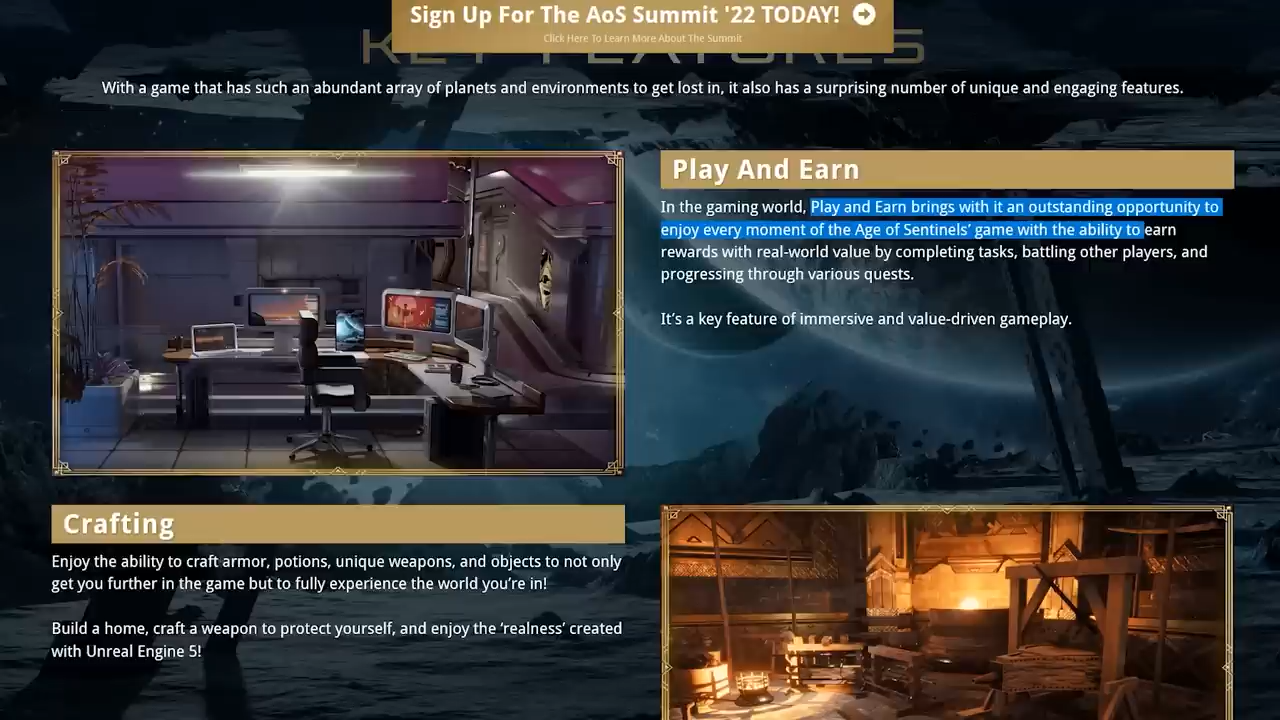 Sign Up For The AoS Summit '22 TODAY!
Click Here To Learn More About The Summit
KEY FEATURES
With a game that has such an abundant array of planets and environments to get lost in, it also has a surprising number of unique and engaging features.
Play And Earn
In the gaming world, Play and Earn brings with it an outstanding opportunity to
enjoy every moment of the Age of Sentinels’ game with the ability to earn
rewards with real-world value by completing tasks, battling other players, and
progressing through various quests.
It’s a key feature of immersive and value-driven gameplay.
Crafting
Enjoy the ability to craft armor, potions, unique weapons, and objects to not only
get you further in the game but to fully experience the world you’re in!
Build a home, craft a weapon to protect yourself, and enjoy the ‘realness’ created
with Unreal Engine 5!